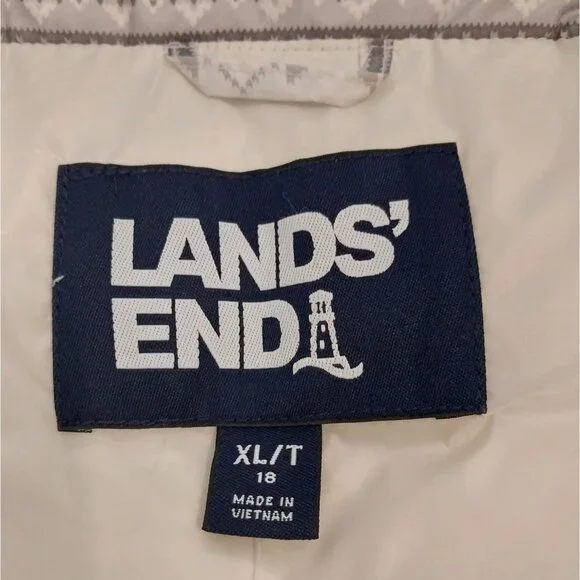 LANDS’
END
XL/T
18
MADE IN
VIETNAM